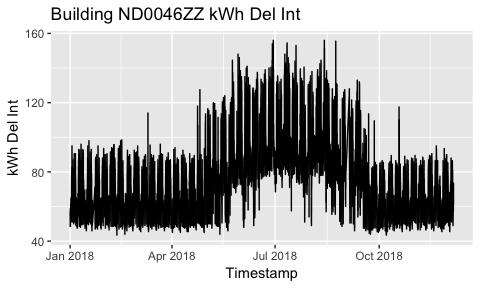 Building ND0046ZZ kWh Del Int
kWh Del Int
160
120
80
40
Jan 2018 Apr 2018 Jul 2018 Oct 2018
Timestamp